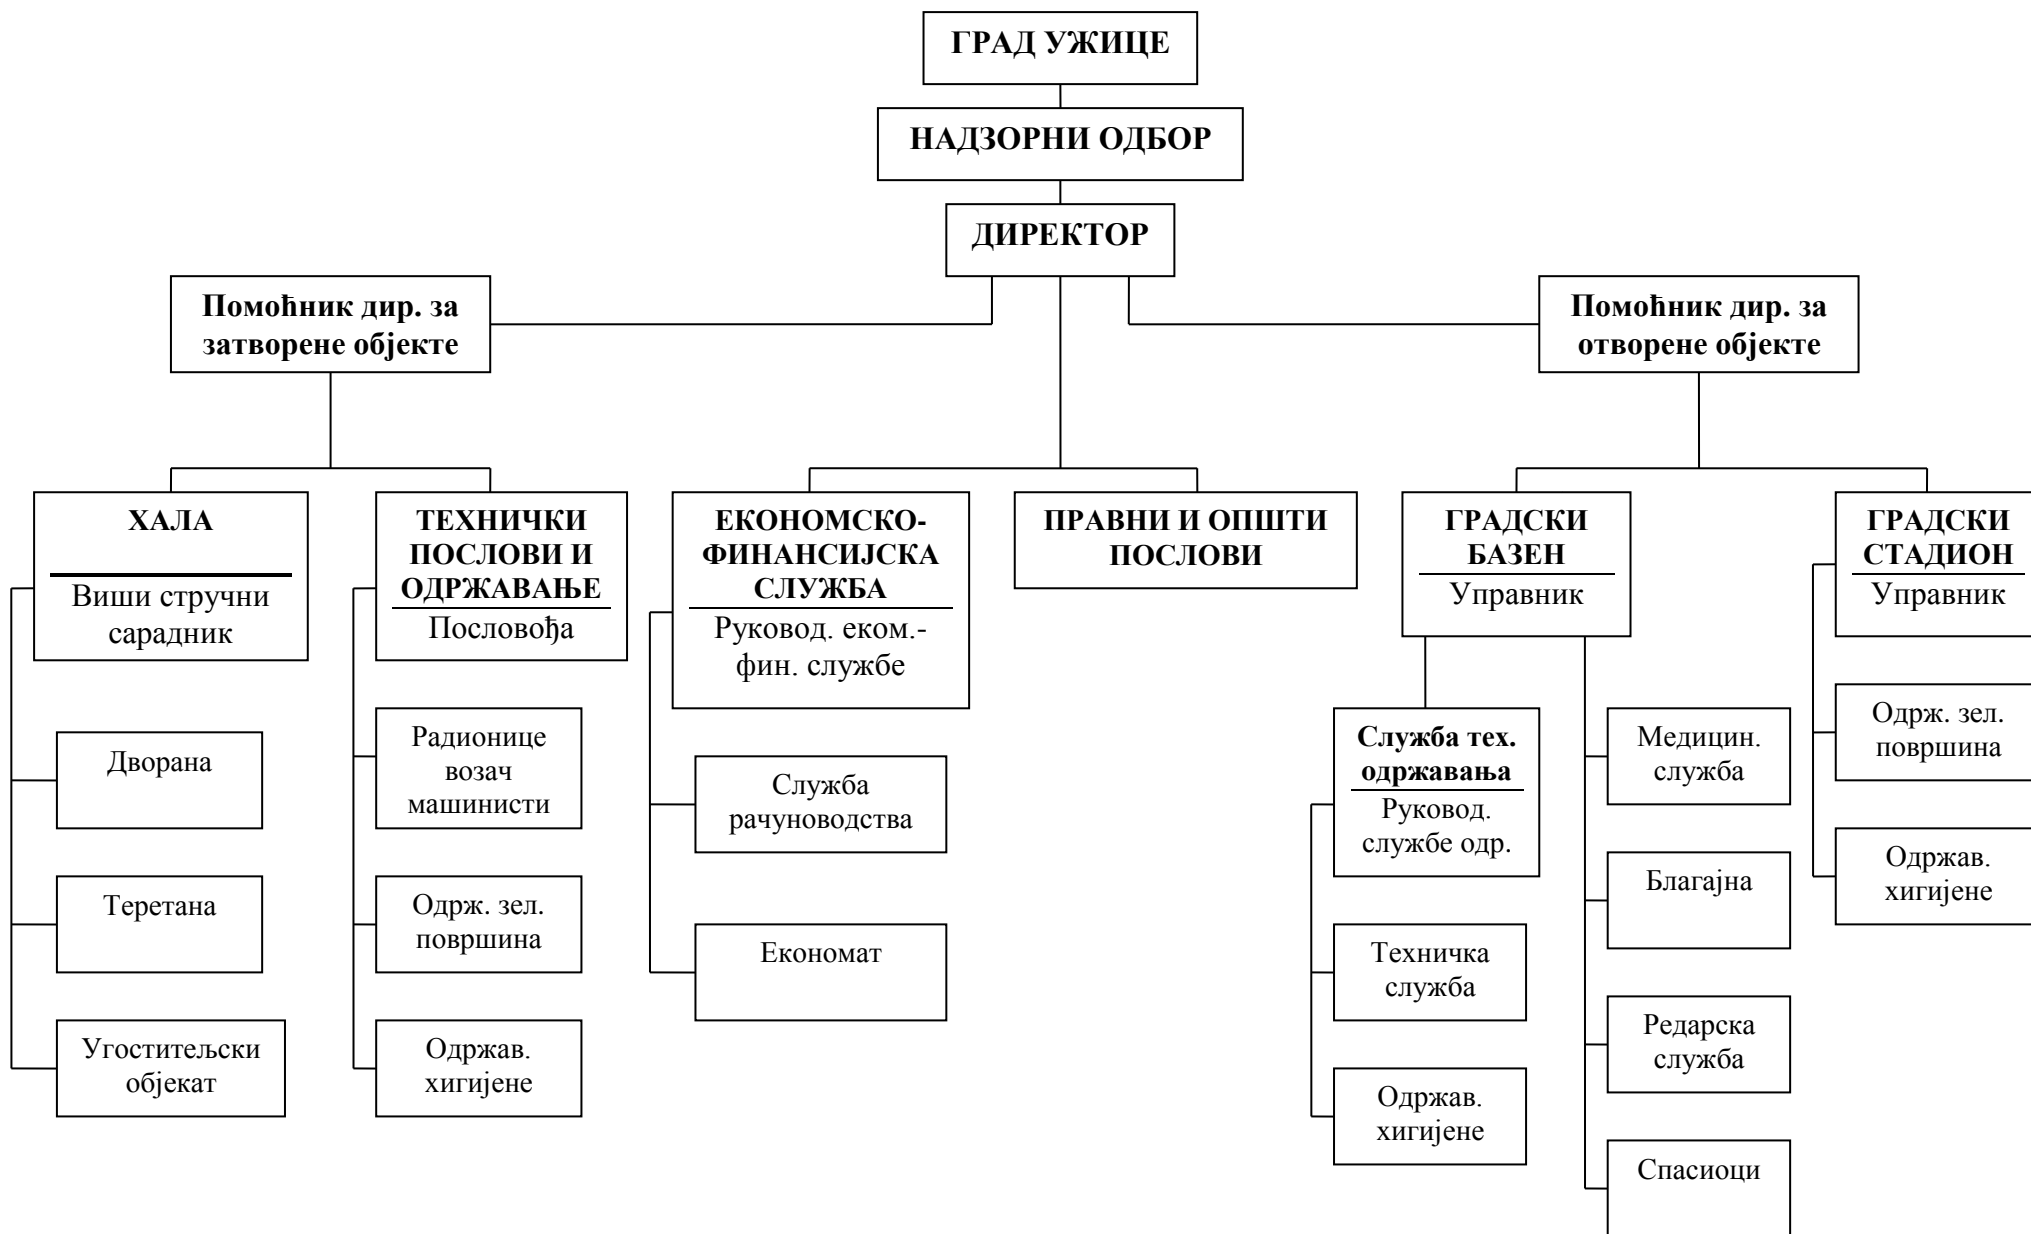 ГРАД УЖИЦЕ
НАДЗОРНИ ОДБОР
ДИРЕКТОР
Помоћник дир. за
затворене објекте
Помоћник дир. за
отворене објекте
ХАЛА
Виши стручни
сарадник
ТЕХНИЧКИ
ПОСЛОВИ И
ОДРЖАВАЊЕ
Пословођа
ЕКОНОМСКО-
ФИНАНСИЈСКА
СЛУЖБА
Руковод. еком.-
фин. службе
ПРАВНИ И ОПШТИ
ПОСЛОВИ
ГРАДСКИ
БАЗЕН
Управник
ГРАДСКИ
СТАДИОН
Управник
Дворана
Теретана
Угоститељски
објекат
Радионице
возач
машинисти
Одрж. зел.
површина
Одржав.
хигијене
Служба
рачуноводства
Економат
Служба тех.
одржавања
Руковод.
службе одр.
Техничка
служба
Одржав.
хигијене
Медицин.
служба
Благајна
Редарска
служба
Спасиоци
Одрж. зел.
површина
Одржав.
хигијене